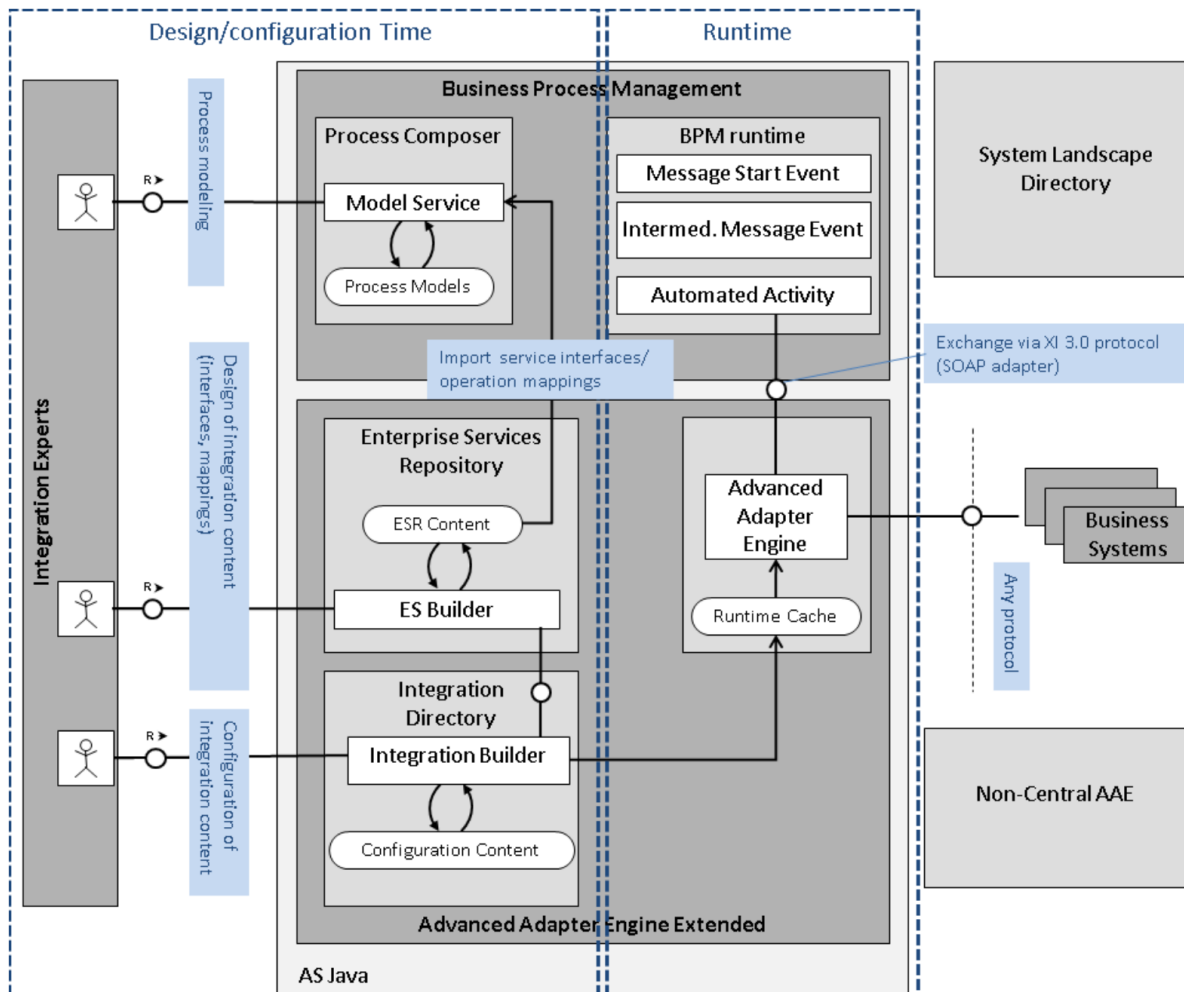 Design/configuration Time
Runtime
Integration Experts
Process modeling
R
Business Process Management
Process Composer
Model Service
Process Models
BPM runtime
Message Start Event
Intermed. Message Event
Automated Activity
System Landscape
Directory
Import service interfaces/
operation mappings
Exchange via XI 3.0 protocol
(SOAP adapter)
Design of integration content
(interfaces, mappings)
R
Enterprise Services
Repository
ESR Content
ES Builder
Advanced
Adapter
Engine
Runtime Cache
Business
Systems
Any protocol
Configuration of
integration content
R
Integration
Directory
Integration Builder
Configuration Content
Non-Central AAE
Advanced Adapter Engine Extended
AS Java